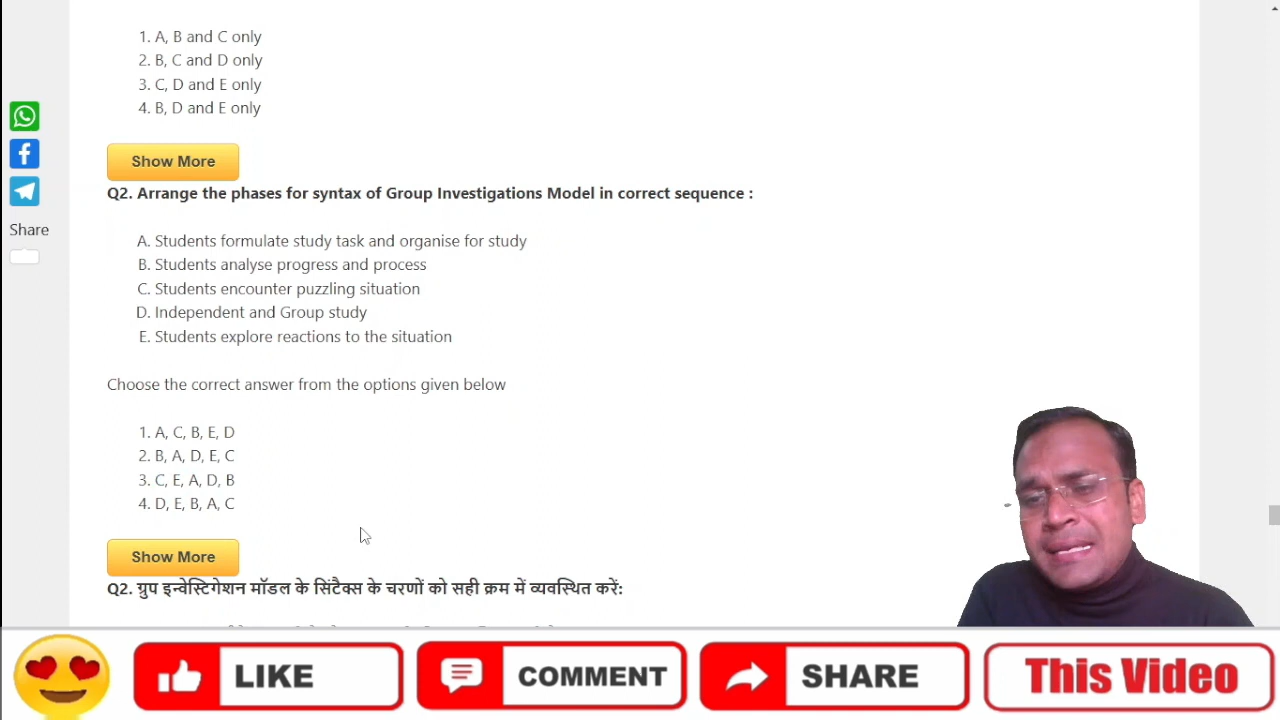 1. A, B and C only
2. B, C and D only
3. C, D and E only
4. B, D and E only
Show More
Q2. Arrange the phases for syntax of Group Investigations Model in correct sequence :
Share
A. Students formulate study task and organise for study
B. Students analyse progress and process
C. Students encounter puzzling situation
D. Independent and Group study
E. Students explore reactions to the situation
Choose the correct answer from the options given below
1. A, C, B, E, D
2. B, A, D, E, C
3. C, E, A, D, B
4. D, E, B, A, C
Show More
Q2. ग्रुप इन्वेस्टिगेशन मॉडल के सिंटैक्स के चरणों को सही क्रम में व्यवस्थित करें:
LIKE
COMMENT
SHARE
This Video